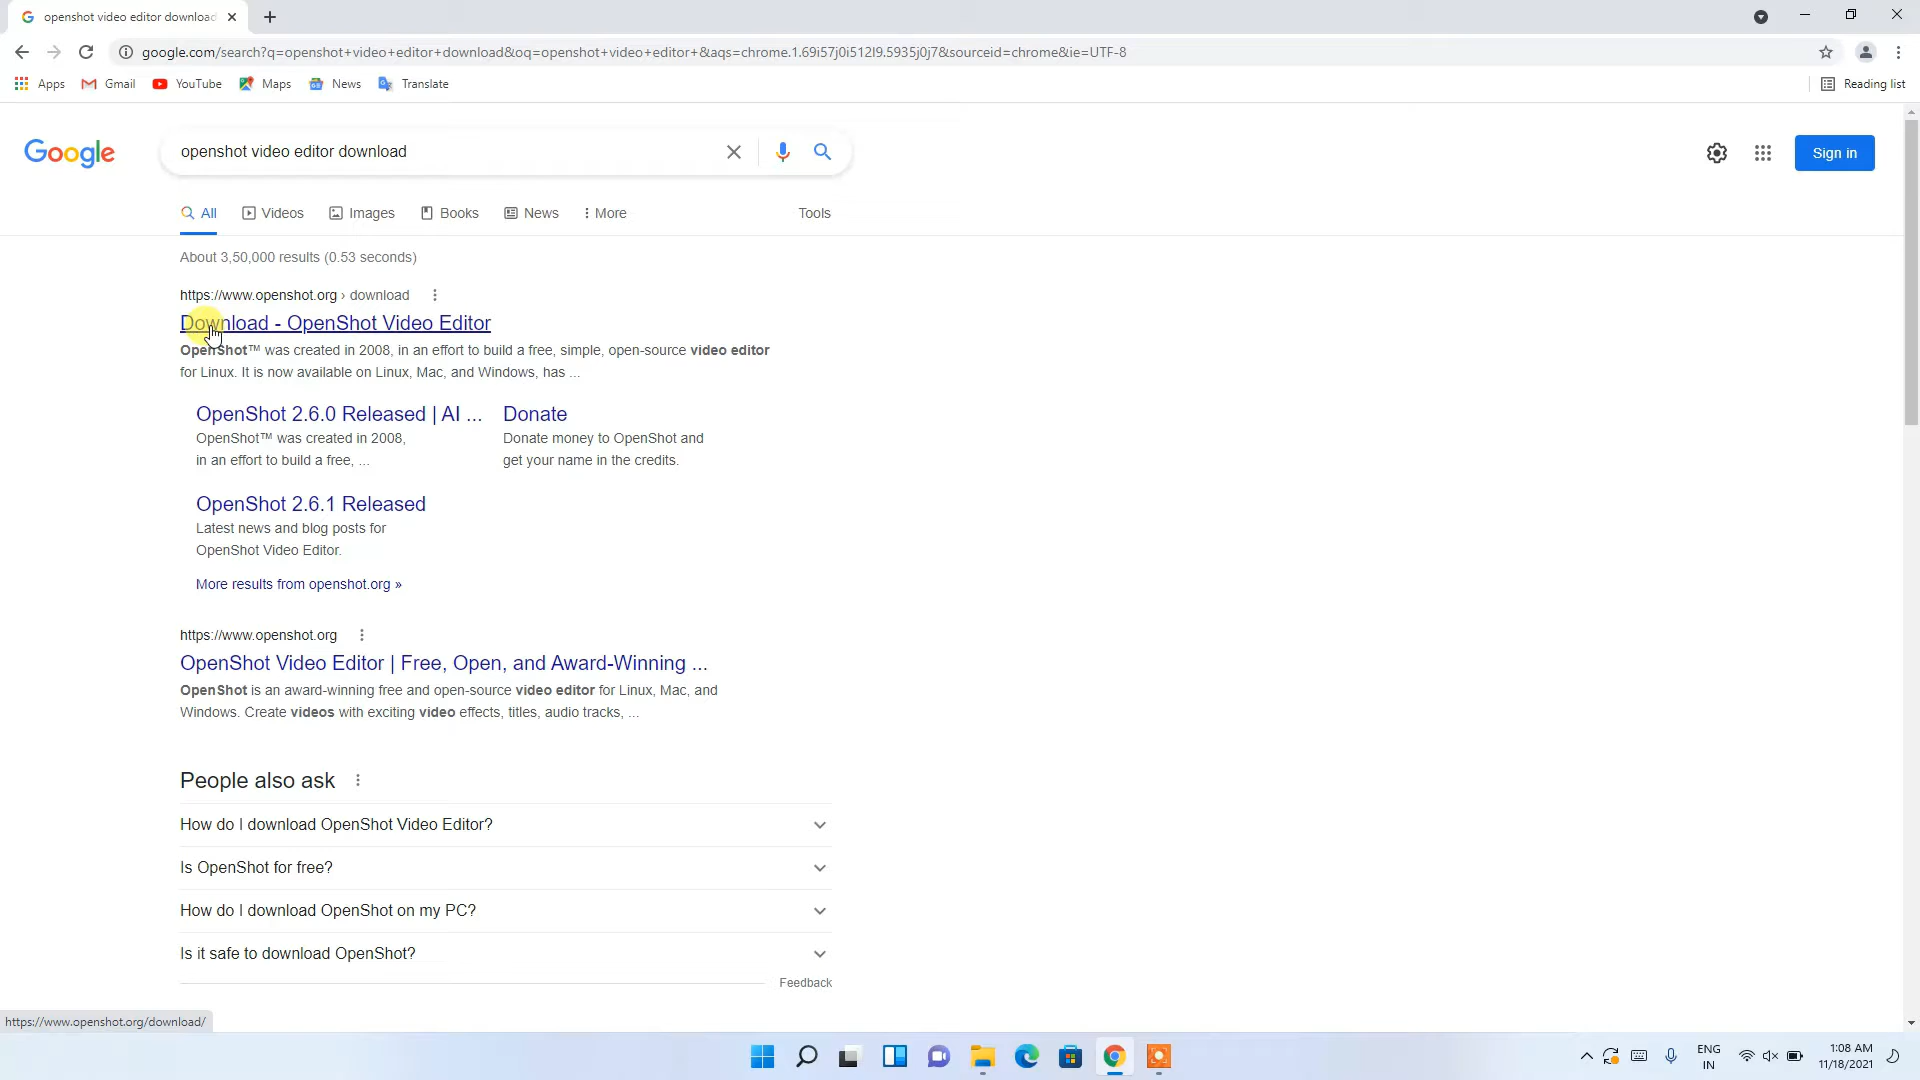 openshot video editor download
google.com/search?q=openshot+video+editor+download&oq=openshot+video+editor+&aqs=chrome.1.69i57j0i512l9.5935j0j7&sourceid=chrome&ie=UTF-8
Apps Gmail YouTube Maps News Translate Reading list
Google openshot video editor download Sign in
All Videos Images Books News More Tools
About 3,50,000 results (0.53 seconds)
https://www.openshot.org › download
Download - OpenShot Video Editor
OpenShot™ was created in 2008, in an effort to build a free, simple, open-source video editor
for Linux. It is now available on Linux, Mac, and Windows, has ...
OpenShot 2.6.0 Released | AI ... Donate
OpenShot™ was created in 2008, Donate money to OpenShot and
in an effort to build a free, ... get your name in the credits.
OpenShot 2.6.1 Released
Latest news and blog posts for
OpenShot Video Editor.
More results from openshot.org »
https://www.openshot.org
OpenShot Video Editor | Free, Open, and Award-Winning ...
OpenShot is an award-winning free and open-source video editor for Linux, Mac, and
Windows. Create videos with exciting video effects, titles, audio tracks, ...
People also ask
How do I download OpenShot Video Editor?
Is OpenShot for free?
How do I download OpenShot on my PC?
Is it safe to download OpenShot?
Feedback
https://www.openshot.org/download/
ENG 1:08 AM
IN 11/18/2021